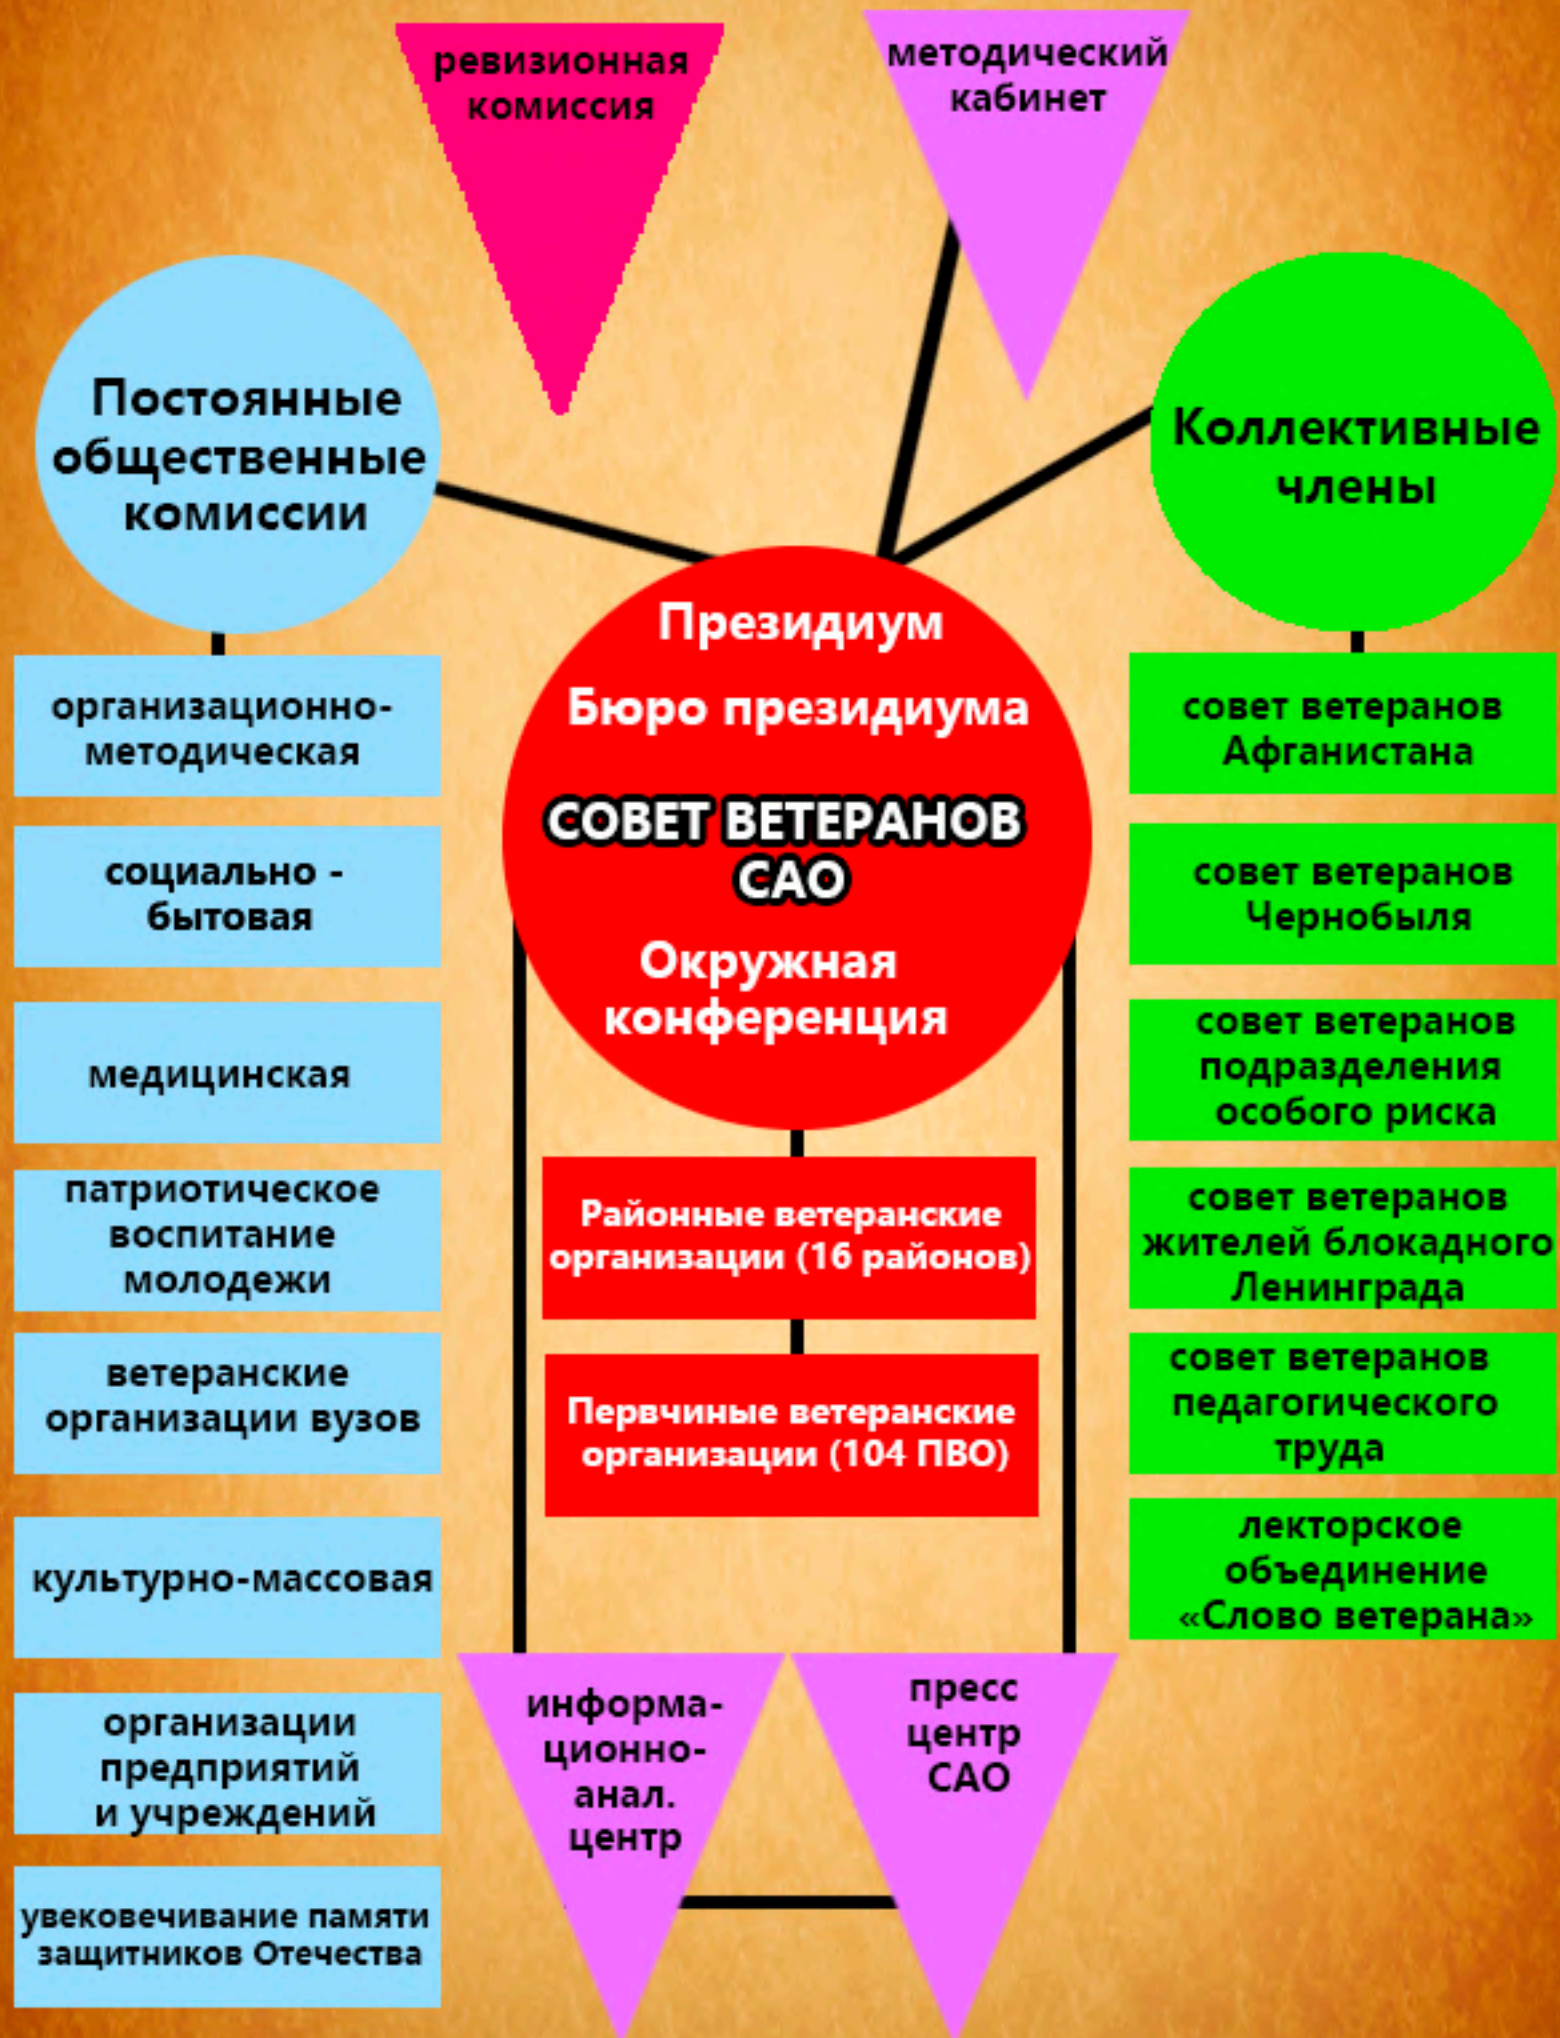 ревизионная
комиссия
методический
кабинет
Постоянные
общественные
комиссии
Коллективные
члены
Президиум
Бюро президиума
СОВЕТ ВЕТЕРАНОВ
САО
Окружная
конференция
Районные ветеранские
организации (16 районов)
Первчиные ветеранские
организации (104 ПВО)
организационно-
методическая
социально -
бытовая
медицинская
патриотическое
воспитание
молодежи
ветеранские
организации вузов
культурно-массовая
организации
предприятий
и учреждений
увековечивание памяти
защитников Отечества
совет ветеранов
Афганистана
совет ветеранов
Чернобыля
совет ветеранов
подразделения
особого риска
совет ветеранов
жителей блокадного
Ленинграда
совет ветеранов
педагогического
труда
лекторское
объединение
«Слово ветерана»
информа-
ционно-
анал.
центр
пресс
центр
САО